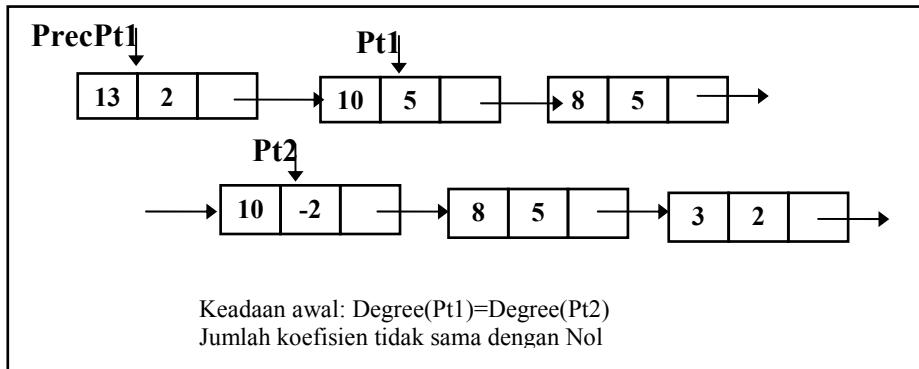 PrecPt1 Pt1
13 2 10 5 8 5
Pt2
10 -2 8 5 3 2
Keadaan awal: Degree(Pt1)=Degree(Pt2)
Jumlah koefisien tidak sama dengan Nol